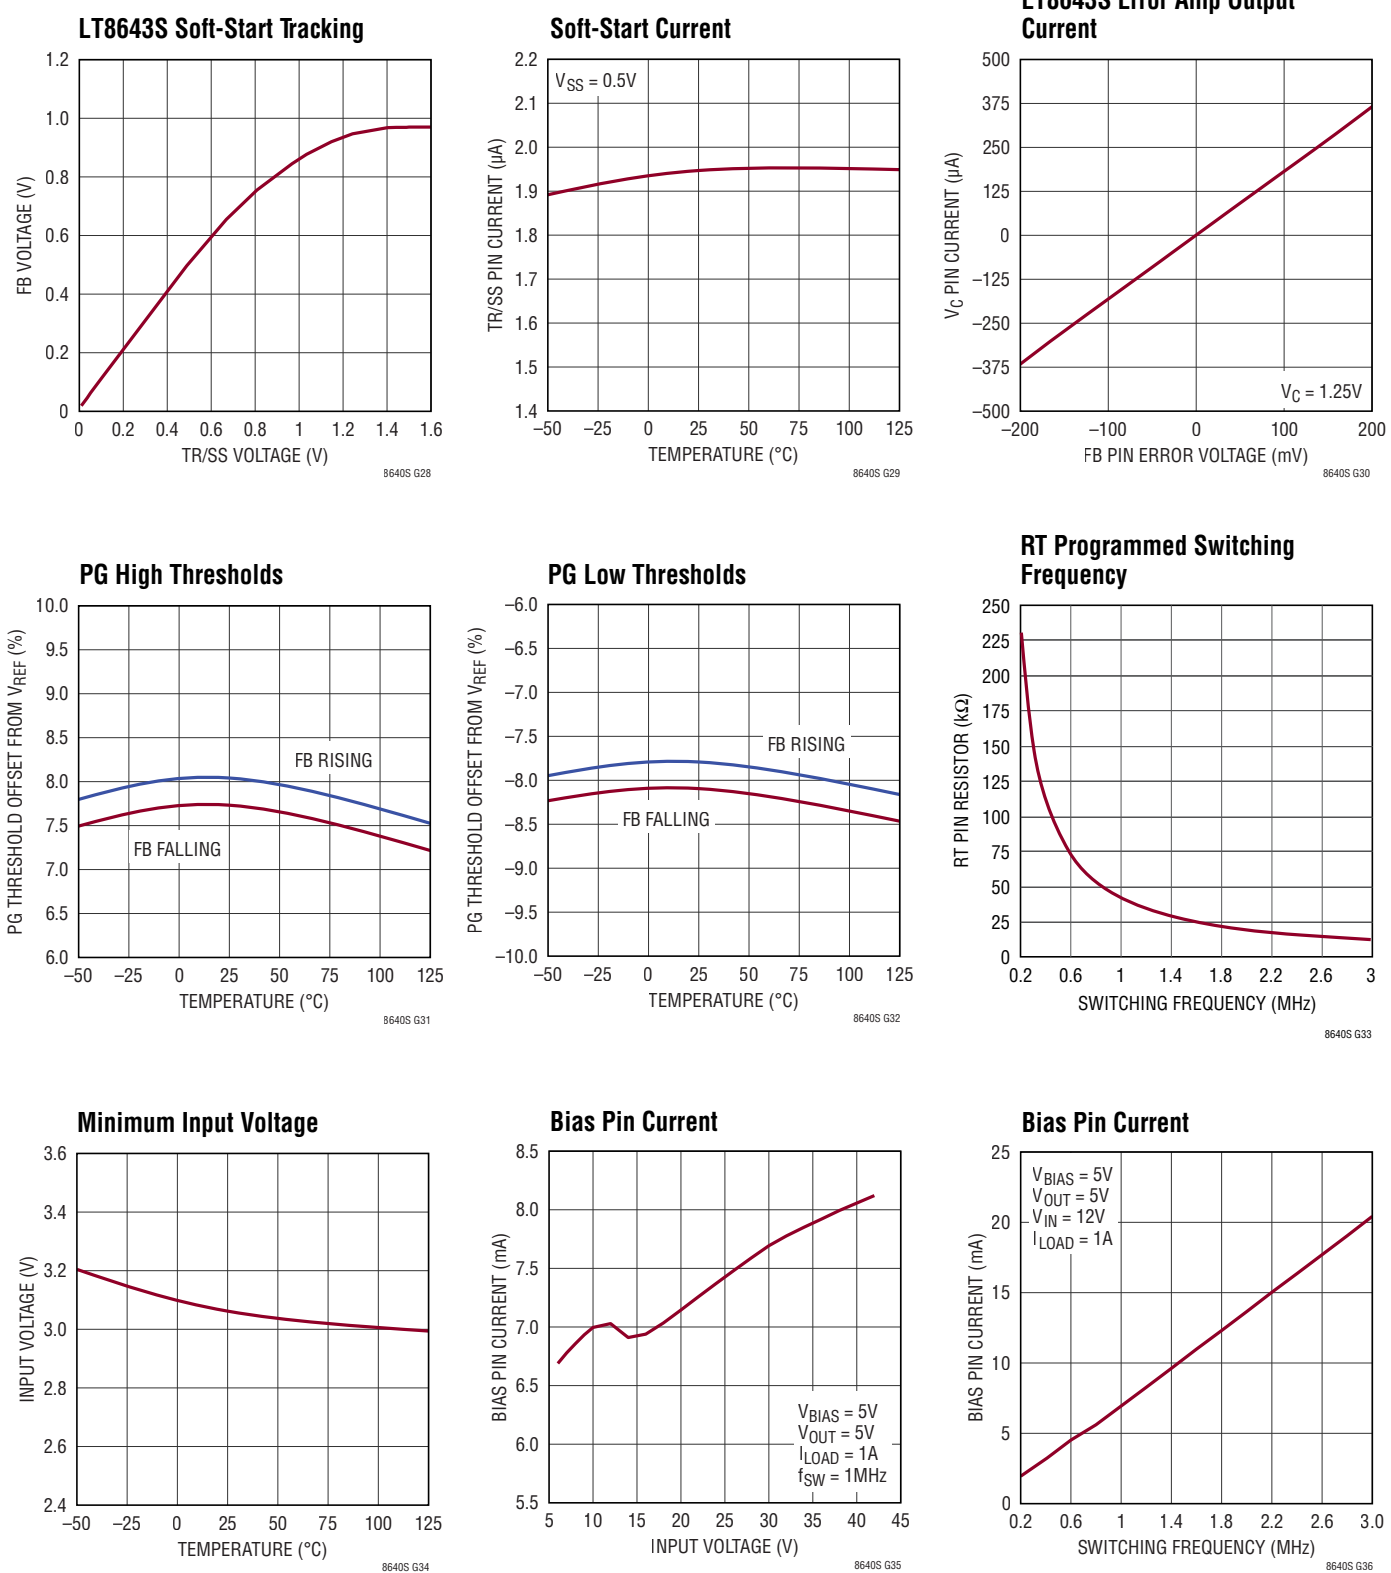 LT8643S Soft-Start Tracking
1.2
1.0
0.8
0.6
0.4
0.2
0
FB VOLTAGE (V)
0 0.2 0.4 0.6 0.8 1 1.2 1.4 1.6
TR/SS VOLTAGE (V)
8640S G28
Soft-Start Current
VSS = 0.5V
2.2
2.1
2.0
1.9
1.8
1.7
1.6
1.5
1.4
TR/SS PIN CURRENT (µA)
–50 –25 0 25 50 75 100 125
TEMPERATURE (°C)
8640S G29
LT8643S Error Amp Output
Current
500
375
250
125
0
–125
–250
–375
–500
VC PIN CURRENT (µA)
VC = 1.25V
–200 –100 0 100 200
FB PIN ERROR VOLTAGE (mV)
8640S G30
PG High Thresholds
10.0
9.5
9.0
8.5
8.0
7.5
7.0
6.5
6.0
PG THRESHOLD OFFSET FROM VREF (%)
FB RISING
FB FALLING
–50 –25 0 25 50 75 100 125
TEMPERATURE (°C)
8640S G31
PG Low Thresholds
–6.0
–6.5
–7.0
–7.5
–8.0
–8.5
–9.0
–9.5
–10.0
PG THRESHOLD OFFSET FROM VREF (%)
FB RISING
FB FALLING
–50 –25 0 25 50 75 100 125
TEMPERATURE (°C)
8640S G32
RT Programmed Switching
Frequency
250
225
200
175
150
125
100
75
50
25
0
RT PIN RESISTOR (kΩ)
0.2 0.6 1 1.4 1.8 2.2 2.6 3
SWITCHING FREQUENCY (MHz)
8640S G33
Minimum Input Voltage
3.6
3.4
3.2
3.0
2.8
2.6
2.4
INPUT VOLTAGE (V)
–50 –25 0 25 50 75 100 125
TEMPERATURE (°C)
8640S G34
Bias Pin Current
8.5
8.0
7.5
7.0
6.5
6.0
5.5
BIAS PIN CURRENT (mA)
VBIAS = 5V
VOUT = 5V
ILOAD = 1A
fSW = 1MHz
5 10 15 20 25 30 35 40 45
INPUT VOLTAGE (V)
8640S G35
Bias Pin Current
25
20
15
10
5
0
BIAS PIN CURRENT (mA)
VBIAS = 5V
VOUT = 5V
VIN = 12V
ILOAD = 1A
0.2 0.6 1 1.4 1.8 2.2 2.6 3.0
SWITCHING FREQUENCY (MHz)
8640S G36